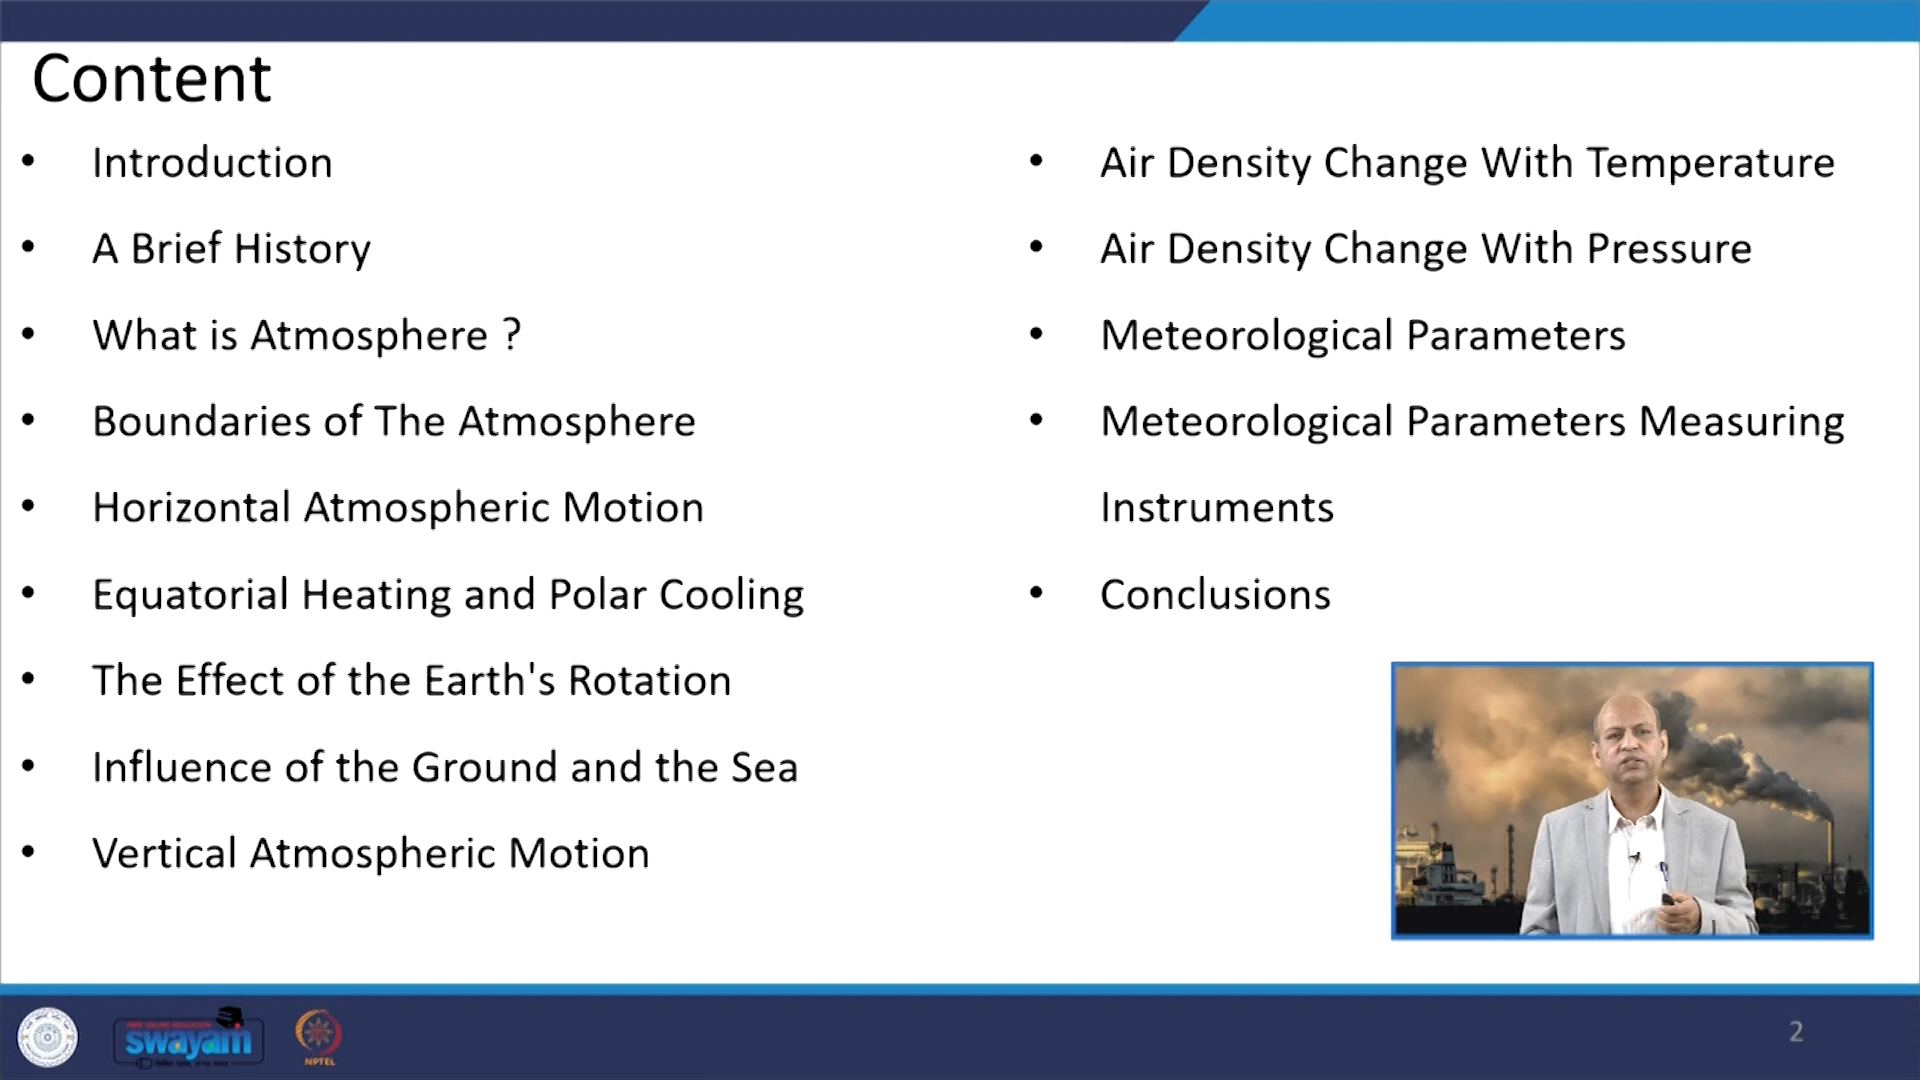 Content
• Introduction
• A Brief History
• What is Atmosphere ?
• Boundaries of The Atmosphere
• Horizontal Atmospheric Motion
• Equatorial Heating and Polar Cooling
• The Effect of the Earth's Rotation
• Influence of the Ground and the Sea
• Vertical Atmospheric Motion
• Air Density Change With Temperature
• Air Density Change With Pressure
• Meteorological Parameters
• Meteorological Parameters Measuring
Instruments
• Conclusions
swayam
NPTEL
2